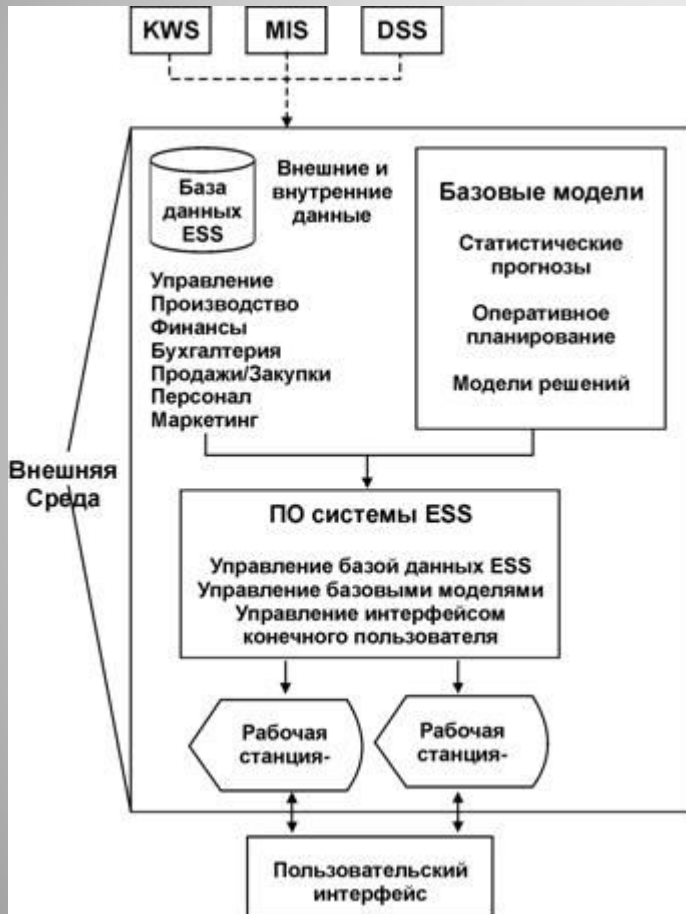 KWS
MIS
DSS
База
данных
ESS
Внешние и
внутренние
данные
Управление
Производство
Финансы
Бухгалтерия
Продажи/Закупки
Персонал
Маркетинг
Базовые модели
Статистические
прогнозы
Оперативное
планирование
Модели решений
Внешняя
Среда
ПО системы ESS
Управление базой данных ESS
Управление базовыми моделями
Управление интерфейсом
конечного пользователя
Рабочая
станция-
Рабочая
станция-
Пользовательский
интерфейс